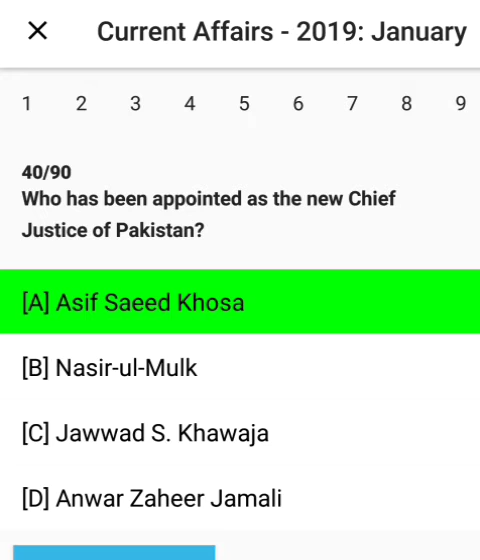 × Current Affairs - 2019: January
1 2 3 4 5 6 7 8 9
40/90
Who has been appointed as the new Chief
Justice of Pakistan?
[A] Asif Saeed Khosa
[B] Nasir-ul-Mulk
[C] Jawwad S. Khawaja
[D] Anwar Zaheer Jamali